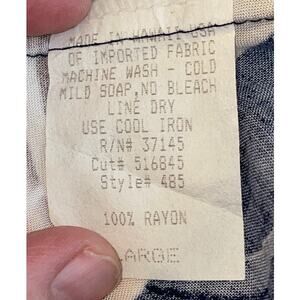 MADE IN HAWAII USA
OF IMPORTED FABRIC
MACHINE WASH - COLD
MILD SOAP, NO BLEACH
LINE DRY
USE COOL IRON
R/N# 37145
Cut# 516845
Style# 485
100% RAYON
LARGE